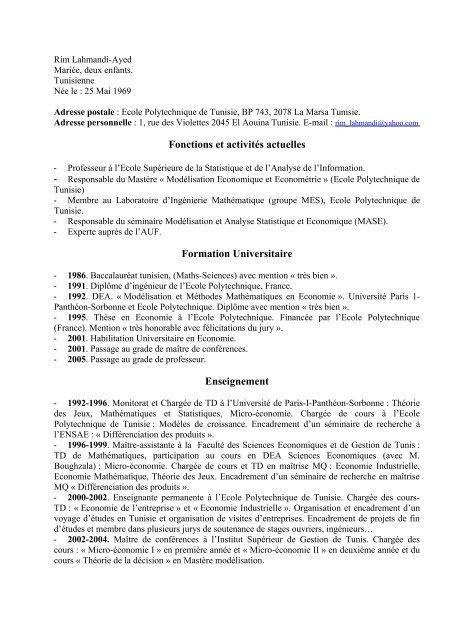 Rim Lahmandi-Ayed
Mariée, deux enfants.
Tunisienne
Née le : 25 Mai 1969
Adresse postale : Ecole Polytechnique de Tunisie, BP 743, 2078 La Marsa Tunisie.
Adresse personnelle : 1, rue des Violettes 2045 El Aouina Tunisie. E-mail : rim_lahmandi@yahoo.com
Fonctions et activités actuelles
- Professeur à l'Ecole Supérieure de la Statistique et de l'Analyse de l'Information.
- Responsable du Mastère « Modélisation Economique et Econométrie » (Ecole Polytechnique de
Tunisie)
- Membre au Laboratoire d'Ingénierie Mathématique (groupe MES), Ecole Polytechnique de
Tunisie.
- Responsable du séminaire Modélisation et Analyse Statistique et Economique (MASE).
- Experte auprès de l'AUF.
Formation Universitaire
- 1986. Baccalauréat tunisien, (Maths-Sciences) avec mention « très bien ».
- 1991. Diplôme d'ingénieur de l'Ecole Polytechnique, France.
- 1992. DEA. « Modélisation et Méthodes Mathématiques en Economie ». Université Paris 1-
Panthéon-Sorbonne et Ecole Polytechnique. Diplôme avec mention « très bien ».
- 1995. Thèse en Economie à l'Ecole Polytechnique. Financée par l'Ecole Polytechnique
(France). Mention « très honorable avec félicitations du jury ».
- 2001. Habilitation Universitaire en Economie.
- 2001. Passage au grade de maître de conférences.
- 2005. Passage au grade de professeur.
Enseignement
- 1992-1996. Monitorat et Chargée de TD à l'Université de Paris-I-Panthéon-Sorbonne : Théorie
des Jeux, Mathématiques et Statistiques, Micro-économie. Chargée de cours à l'Ecole
Polytechnique de Tunisie : Modèles de croissance. Encadrement d'un séminaire de recherche à
l'ENSAE : « Différenciation des produits ».
- 1996-1999. Maître-assistante à la Faculté des Sciences Economiques et de Gestion de Tunis :
TD de Mathématiques, participation au cours en DEA Sciences Economiques (avec M.
Boughzala) : Micro-économie. Chargée de cours et TD en maîtrise MQ : Economie Industrielle,
Economie Mathématique, Théorie des Jeux. Encadrement d'un séminaire de recherche en maîtrise
MQ « Différenciation des produits ».
- 2000-2002. Enseignante permanente à l'Ecole Polytechnique de Tunisie. Chargée des cours-
TD : « Economie de l'entreprise » et « Economie Industrielle ». Organisation et encadrement d'un
voyage d'études en Tunisie et organisation de visites d'entreprises. Encadrement de projets de fin
d'études et membre dans plusieurs jurys de soutenance de stages ouvriers, ingénieurs…
- 2002-2004. Maître de conférences à l'Institut Supérieur de Gestion de Tunis. Chargée des
cours : « Micro-économie I » en première année et « Micro-économie II » en deuxième année et du
cours « Théorie de la décision » en Mastère modélisation.